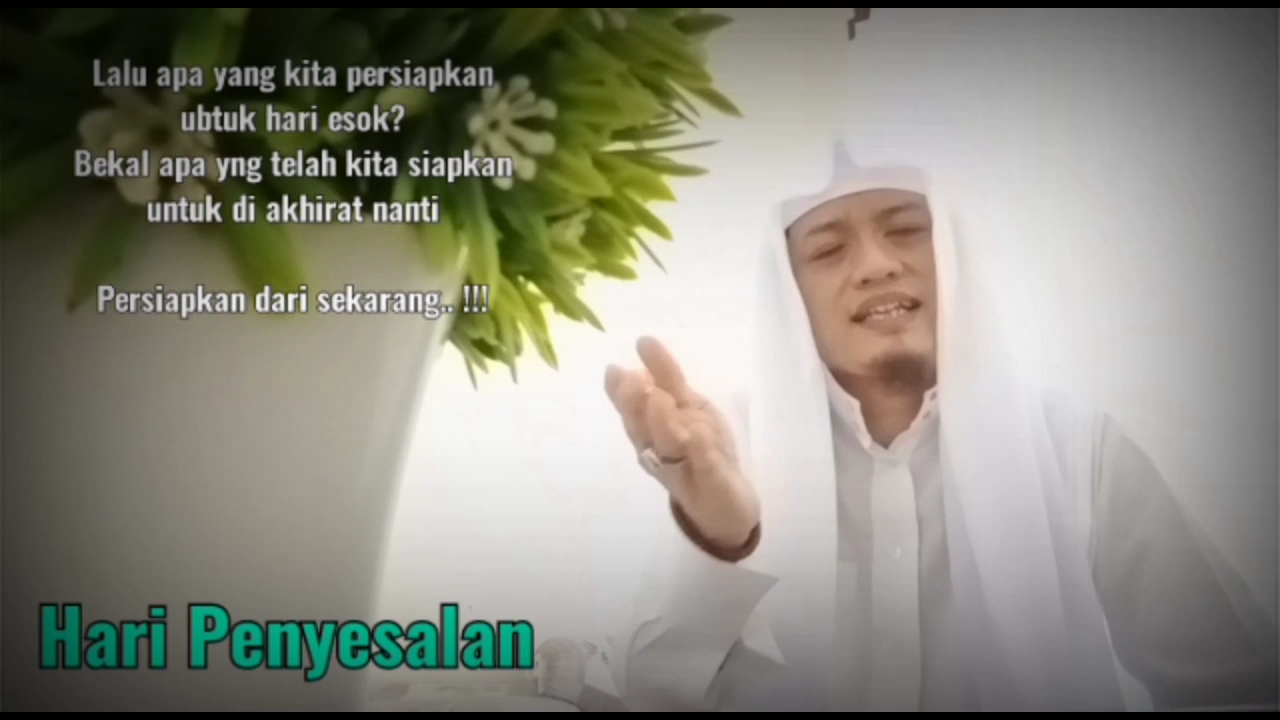 Lalu apa yang kita persiapkan
ubtuk hari esok?
Bekal apa yng telah kita siapkan
untuk di akhirat nanti
Persiapkan dari sekarang.. !!!
Hari Penyesalan